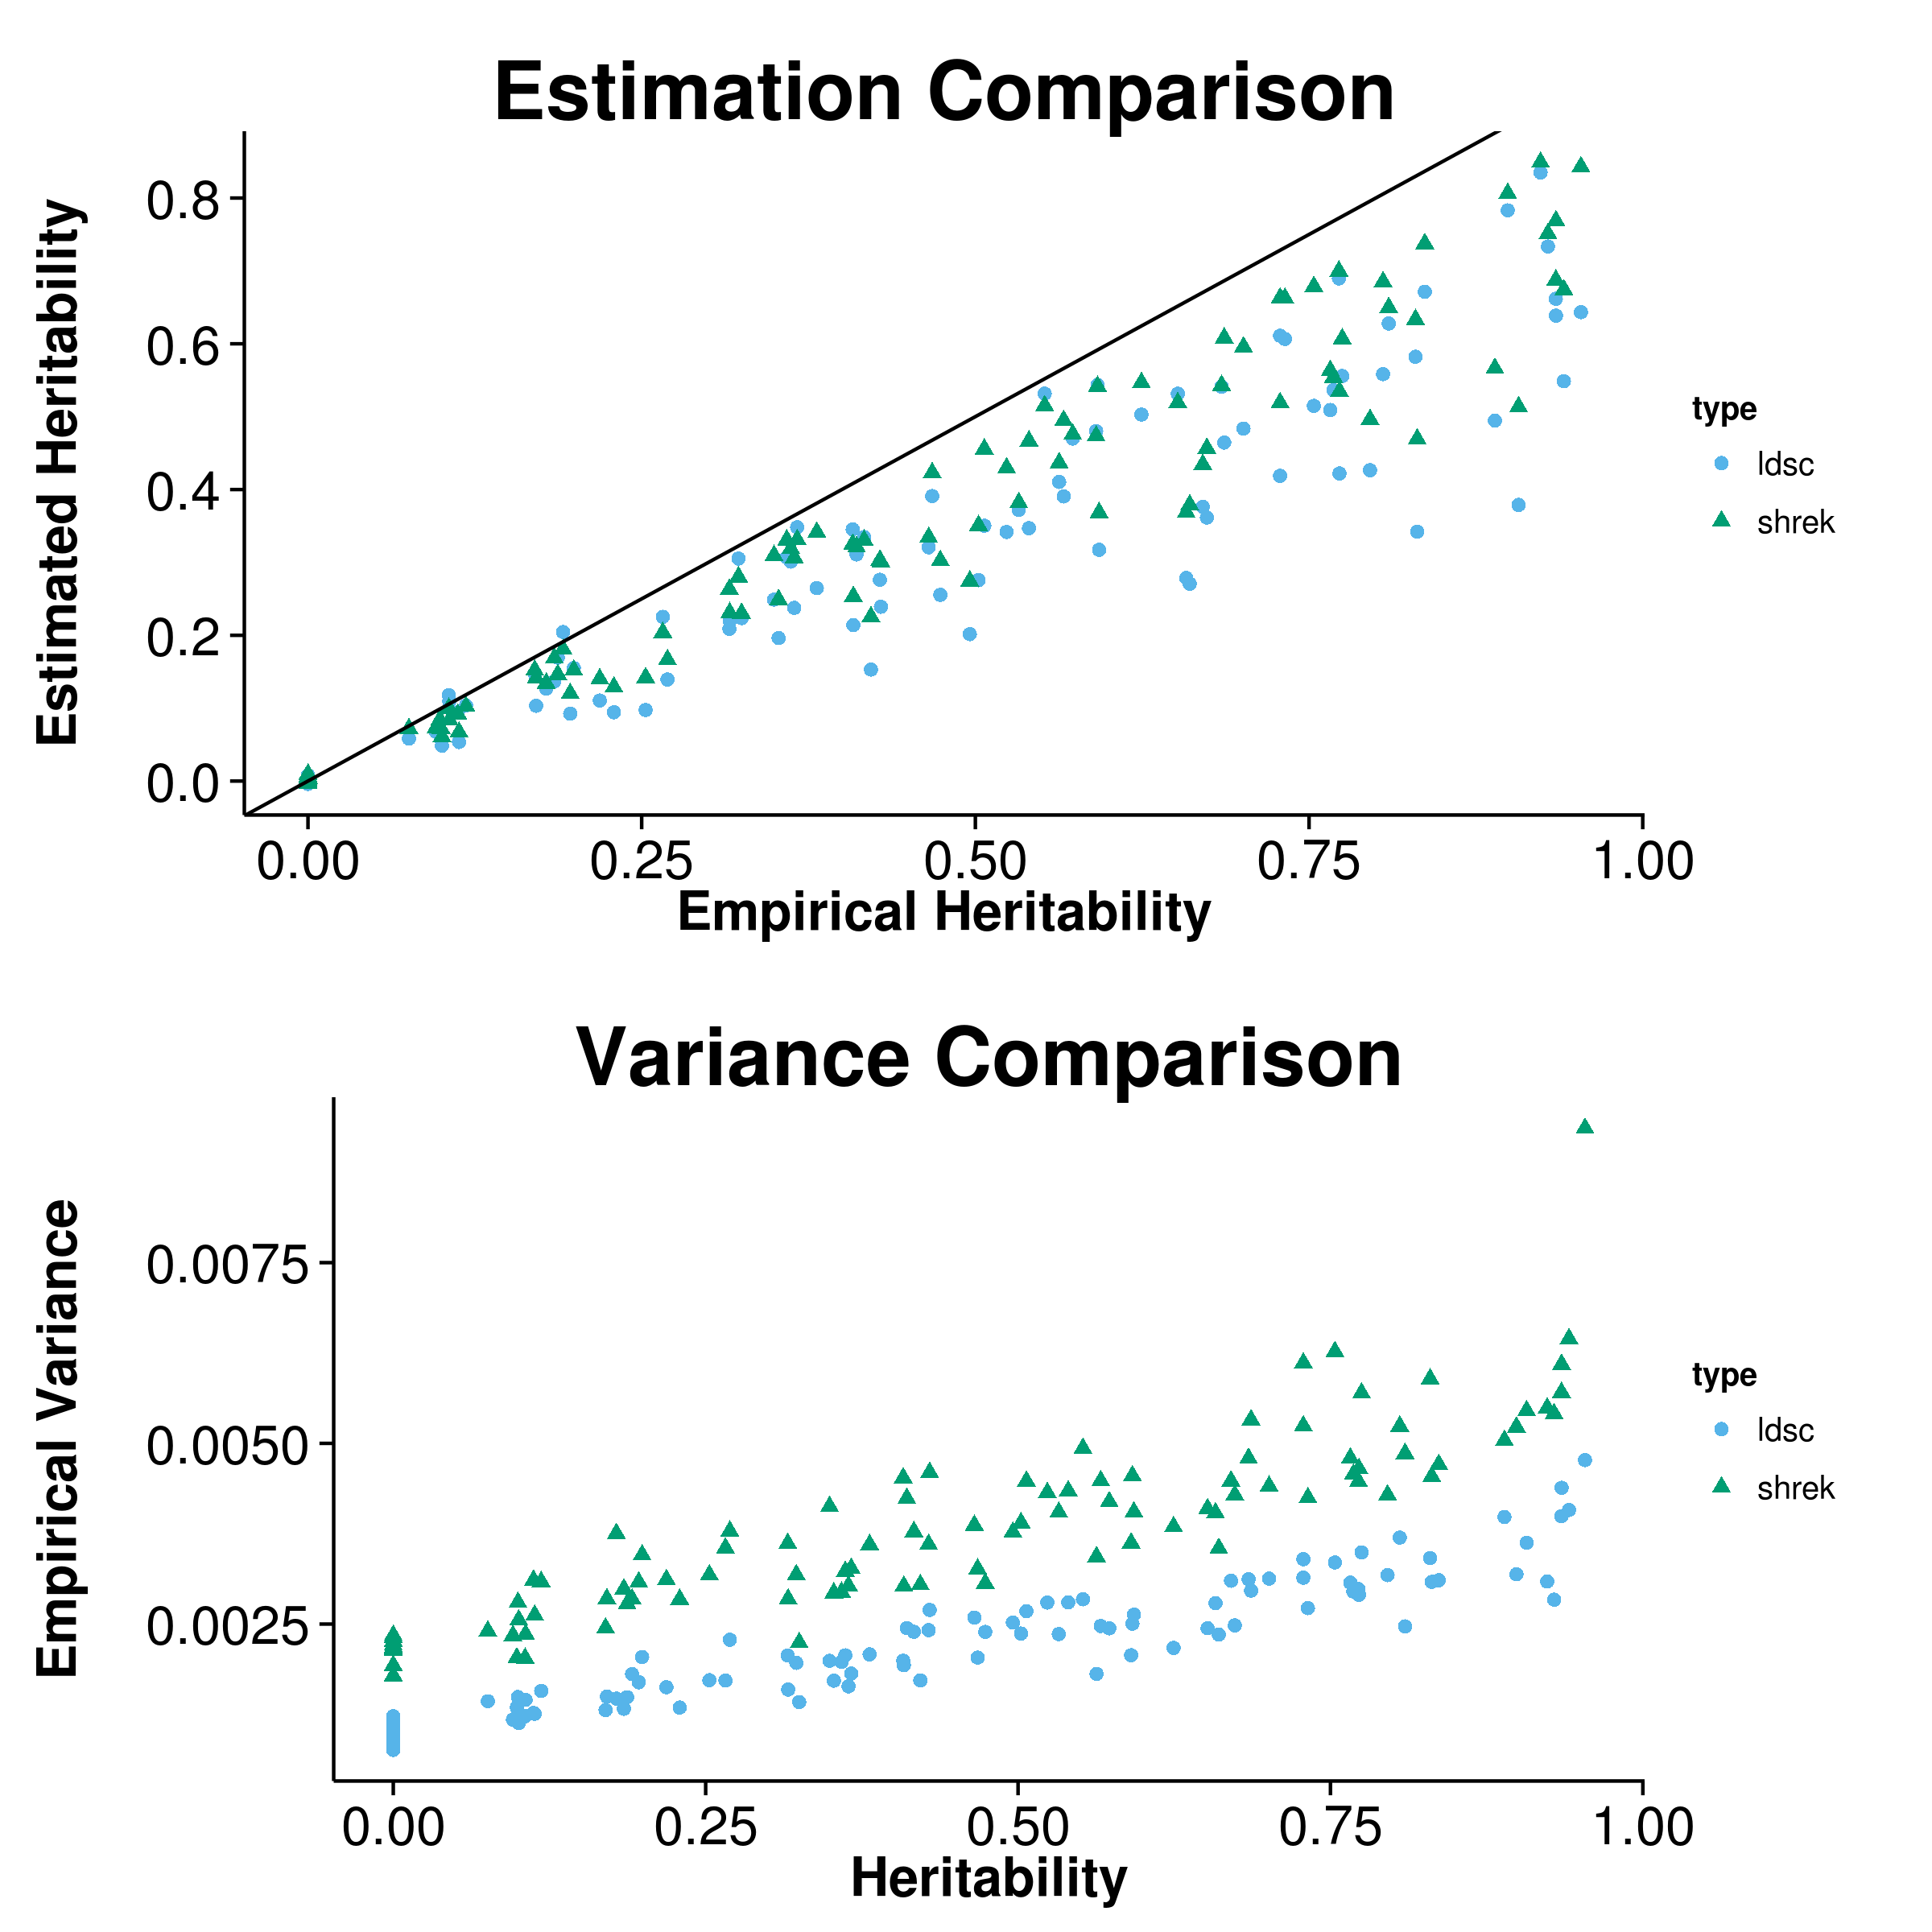 Estimation Comparison
Estimated Heritability
0.8
0.6
0.4
0.2
0.0
0.00 0.25 0.50 0.75 1.00
Empirical Heritability
type
ldsc
shrek
Variance Comparison
Empirical Variance
0.0075
0.0050
0.0025
0.00 0.25 0.50 0.75 1.00
Heritability
type
ldsc
shrek